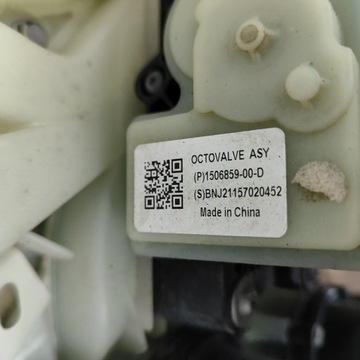 OCTOVALVE ASY
(P)1506859-00-D
(S)BNJ21157020452
Made in China